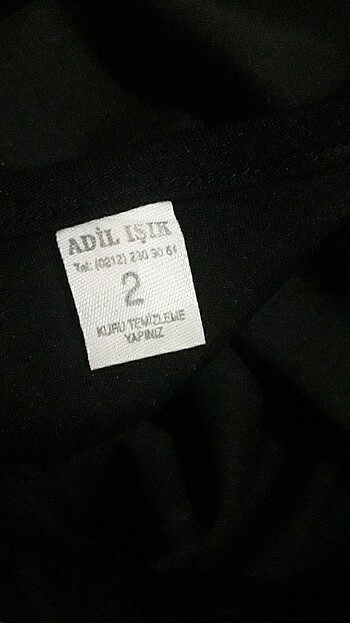 ADİL IŞIK
Tel: (0212) 230 30 61
2
KURU TEMİZLEME
YAPINIZ